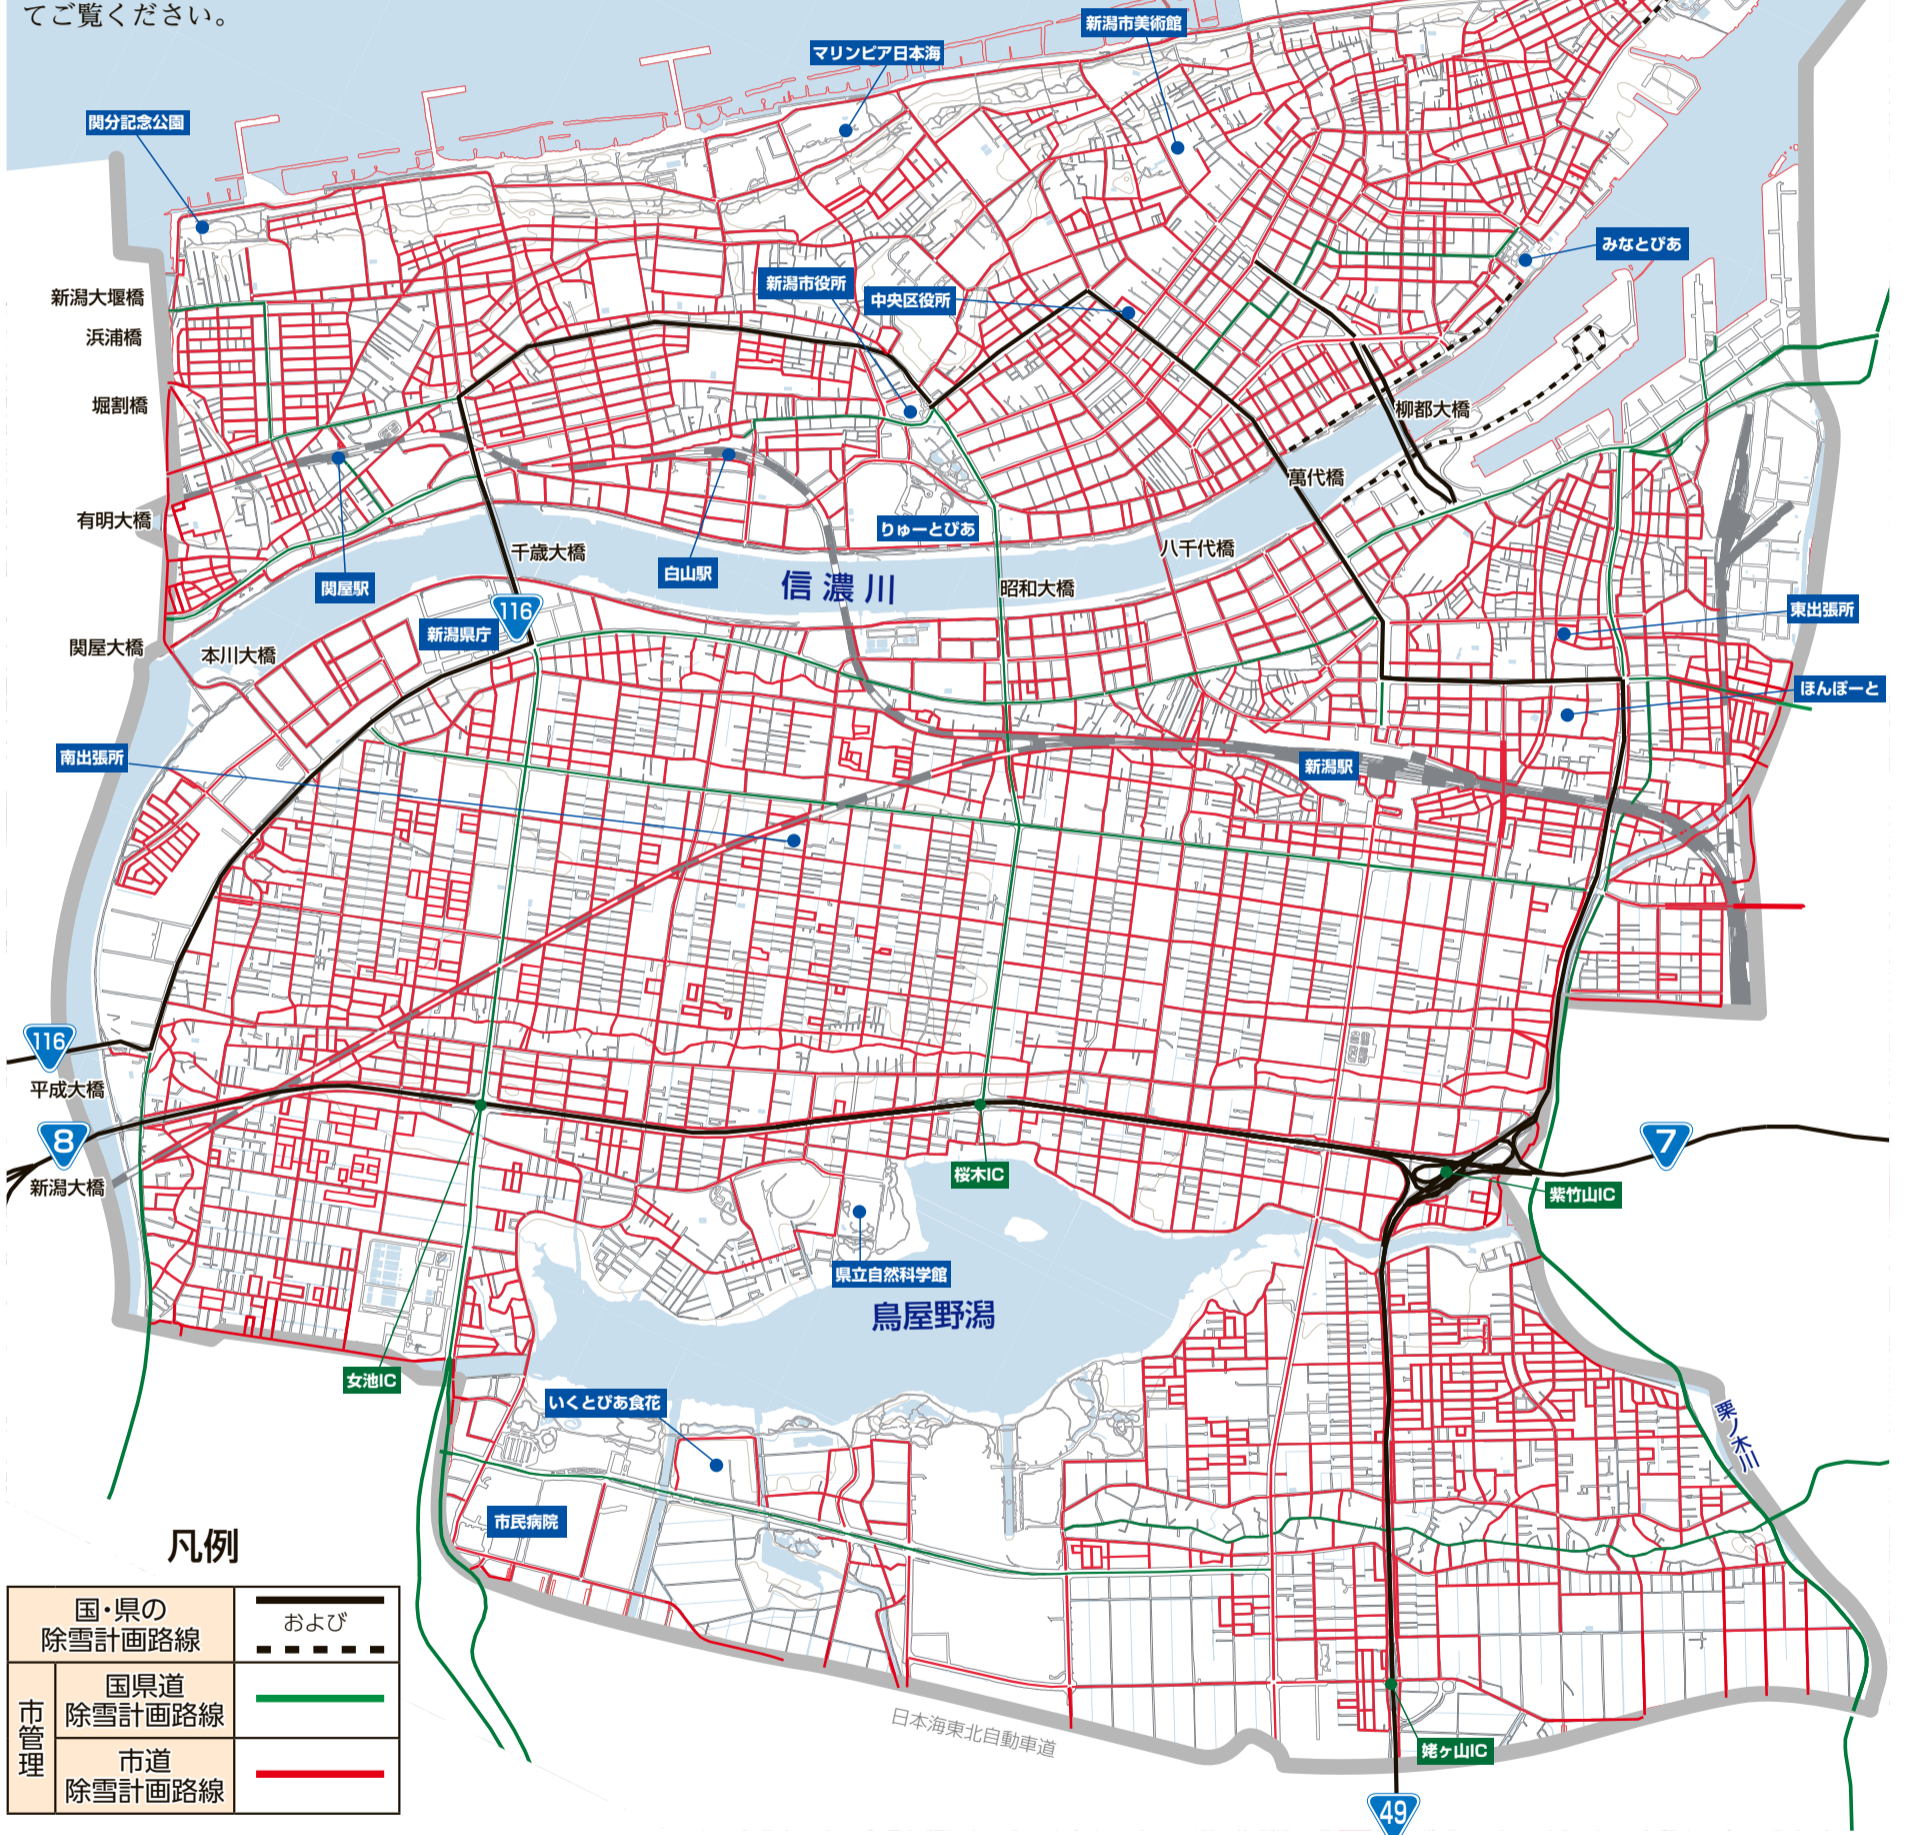 てご覧ください。
新潟市美術館
マリンピア日本海
関分記念公園
みなとぴあ
新潟市役所
中央区役所
新潟大堰橋
浜浦橋
堀割橋
柳都大橋
萬代橋
有明大橋
りゅーとぴあ
千歳大橋
八千代橋
白山駅
関屋駅
信濃川
昭和大橋
116
東出張所
新潟県庁
関屋大橋
本川大橋
ほんぽーと
南出張所
新潟駅
116
平成大橋
8
7
新潟大橋
桜木IC
紫竹山IC
県立自然科学館
鳥屋野潟
女池IC
いくとぴあ食花
栗ノ木川
市民病院
凡例
国・県の
除雪計画路線
および
市管理
国県道
除雪計画路線
市道
除雪計画路線
日本海東北自動車道
姥ヶ山IC
49